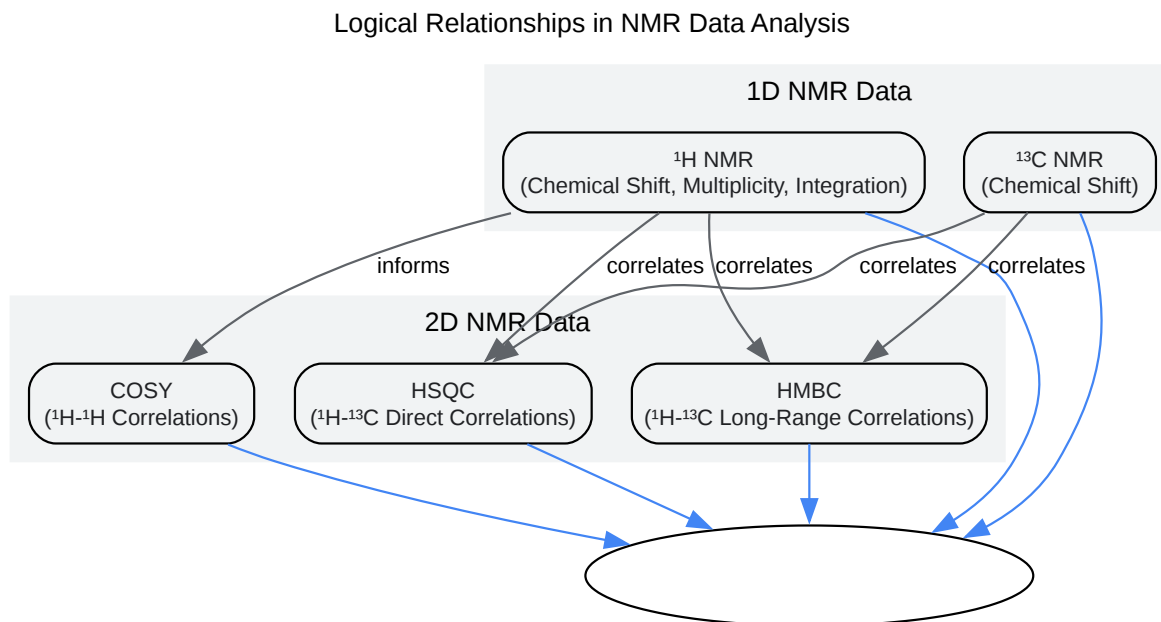 Logical Relationships in NMR Data Analysis
1D NMR Data
¹H NMR
(Chemical Shift, Multiplicity, Integration)
¹³C NMR
(Chemical Shift)
informs
correlates
correlates
correlates
correlates
2D NMR Data
COSY
(¹H-¹H Correlations)
HSQC
(¹H-¹³C Direct Correlations)
HMBC
(¹H-¹³C Long-Range Correlations)